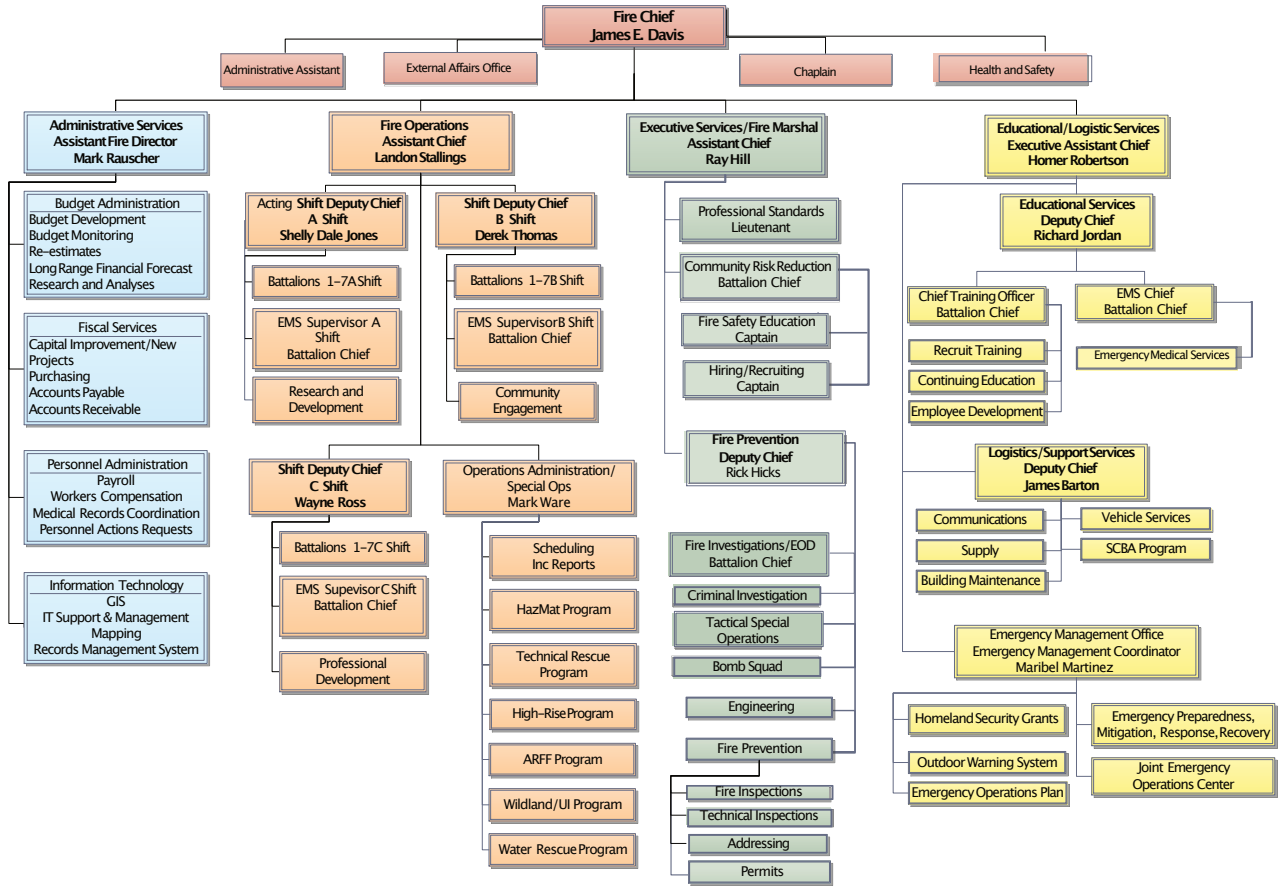 Fire Chief
James E. Davis
Administrative Assistant
External Affairs Office
Chaplain
Health and Safety
Administrative Services
Assistant Fire Director
Mark Rauscher
Budget Administration
Budget Development
Budget Monitoring
Re-estimates
Long Range Financial Forecast
Research and Analyses
Fiscal Services
Capital Improvement/New
Projects
Purchasing
Accounts Payable
Accounts Receivable
Personnel Administration
Payroll
Workers Compensation
Medical Records Coordination
Personnel Actions Requests
Information Technology
GIS
IT Support & Management
Mapping
Records Management System
Fire Operations
Assistant Chief
Landon Stallings
Acting Shift Deputy Chief
A Shift
Shelly Dale Jones
Battalions 1-7A Shift
EMS Supervisor A
Shift
Battalion Chief
Research and
Development
Shift Deputy Chief
B Shift
Derek Thomas
Battalions 1-7B Shift
EMS Supervisor B Shift
Battalion Chief
Community
Engagement
Shift Deputy Chief
C Shift
Wayne Ross
Battalions 1-7C Shift
EMS Supevisor C Shift
Battalion Chief
Professional
Development
Operations Administration/
Special Ops
Mark Ware
Scheduling
Inc Reports
HazMat Program
Technical Rescue
Program
High-Rise Program
ARFF Program
Wildland/UI Program
Water Rescue Program
Executive Services/Fire Marshal
Assistant Chief
Ray Hill
Professional Standards
Lieutenant
Community Risk Reduction
Battalion Chief
Fire Safety Education
Captain
Hiring/Recruiting
Captain
Fire Prevention
Deputy Chief
Rick Hicks
Fire Investigations/EOD
Battalion Chief
Criminal Investigation
Tactical Special
Operations
Bomb Squad
Engineering
Fire Prevention
Fire Inspections
Technical Inspections
Addressing
Permits
Educational/Logistic Services
Executive Assistant Chief
Homer Robertson
Educational Services
Deputy Chief
Richard Jordan
Chief Training Officer
Battalion Chief
Recruit Training
Continuing Education
Employee Development
EMS Chief
Battalion Chief
Emergency Medical Services
Logistics/Support Services
Deputy Chief
James Barton
Communications
Supply
Building Maintenance
Vehicle Services
SCBA Program
Emergency Management Office
Emergency Management Coordinator
Maribel Martinez
Homeland Security Grants
Outdoor Warning System
Emergency Operations Plan
Emergency Preparedness,
Mitigation, Response, Recovery
Joint Emergency
Operations Center